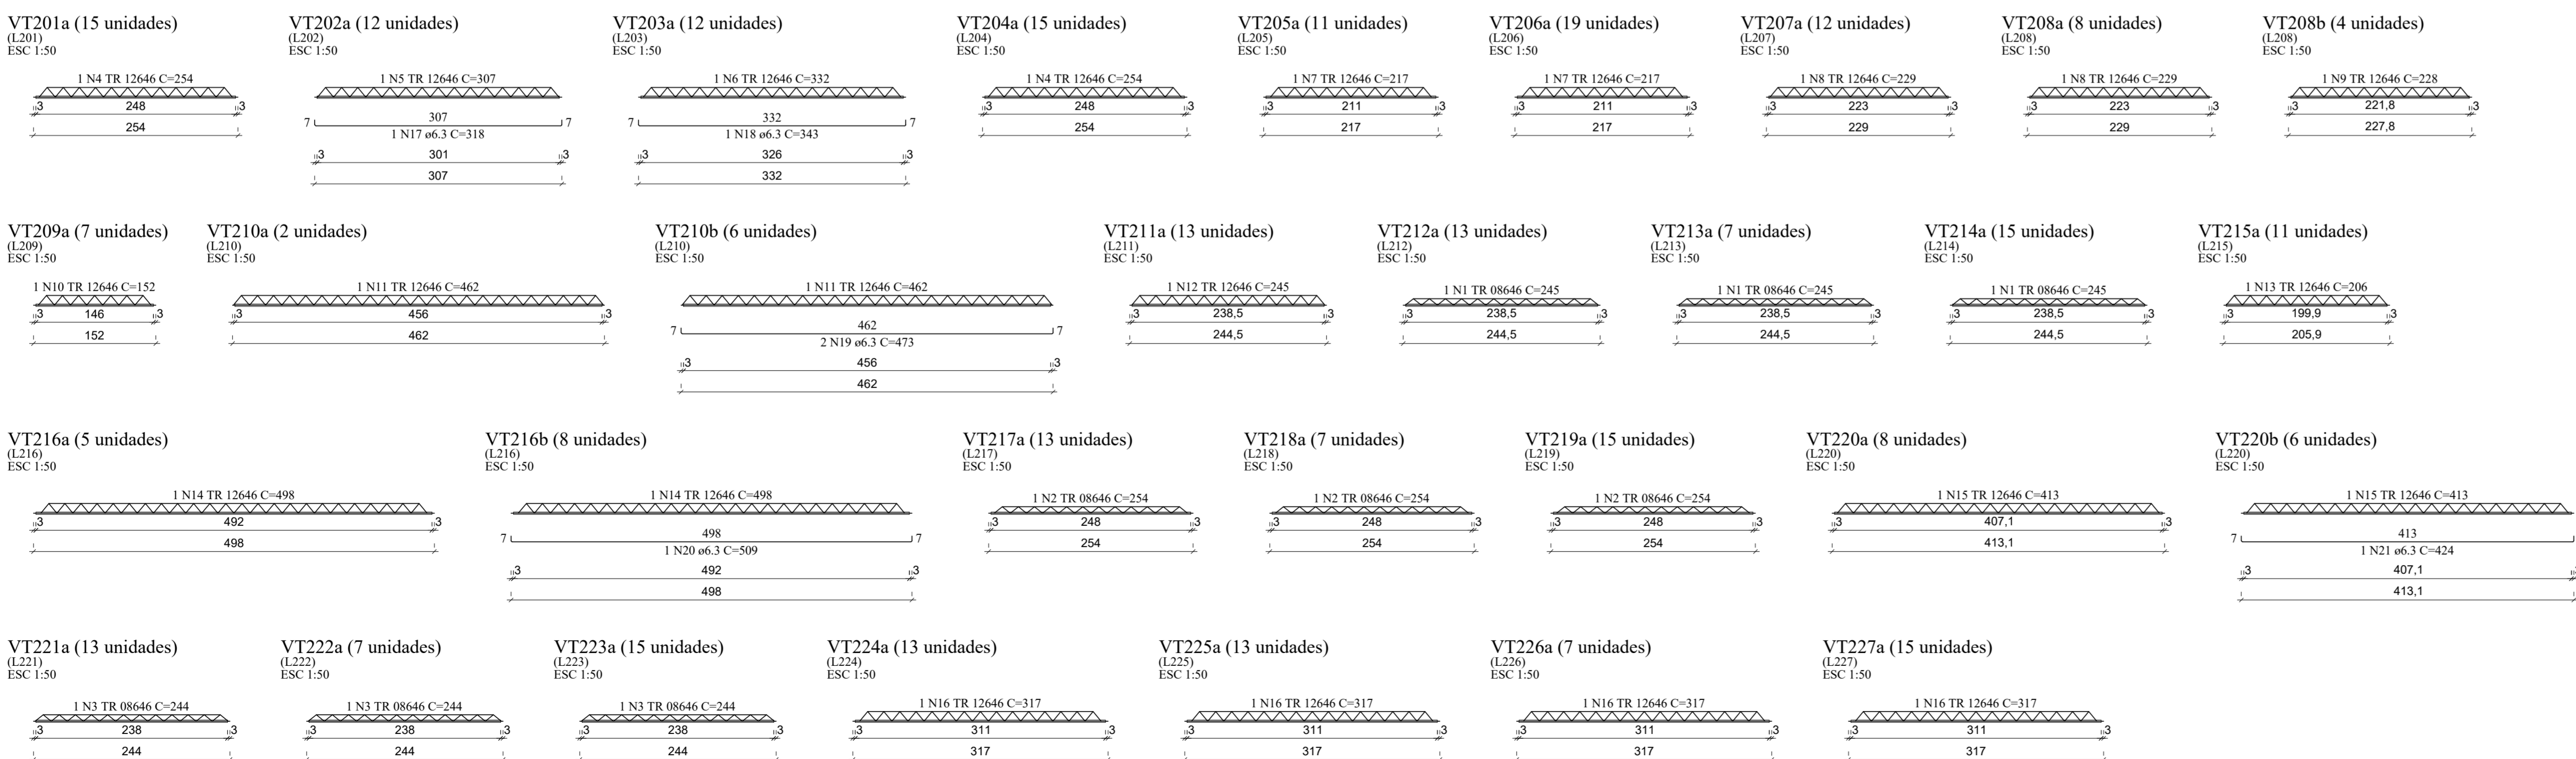 VT201a (15 unidades)
(L201)
ESC 1:50
1 N4 TR 12646 C=254
3 248 3
254
VT202a (12 unidades)
(L202)
ESC 1:50
1 N5 TR 12646 C=307
7 307 7
1 N17 ø6.3 C=318
3 301 3
307
VT203a (12 unidades)
(L203)
ESC 1:50
1 N6 TR 12646 C=332
7 332 7
1 N18 ø6.3 C=343
3 326 3
332
VT204a (15 unidades)
(L204)
ESC 1:50
1 N4 TR 12646 C=254
3 248 3
254
VT205a (11 unidades)
(L205)
ESC 1:50
1 N7 TR 12646 C=217
3 211 3
217
VT206a (19 unidades)
(L206)
ESC 1:50
1 N7 TR 12646 C=217
3 211 3
217
VT207a (12 unidades)
(L207)
ESC 1:50
1 N8 TR 12646 C=229
3 223 3
229
VT208a (8 unidades)
(L208)
ESC 1:50
1 N8 TR 12646 C=229
3 223 3
229
VT208b (4 unidades)
(L208)
ESC 1:50
1 N9 TR 12646 C=228
3 221,8 3
227,8
VT209a (7 unidades)
(L209)
ESC 1:50
1 N10 TR 12646 C=152
3 146 3
152
VT210a (2 unidades)
(L210)
ESC 1:50
1 N11 TR 12646 C=462
3 456 3
462
VT210b (6 unidades)
(L210)
ESC 1:50
1 N11 TR 12646 C=462
7 462 7
2 N19 ø6.3 C=473
3 456 3
462
VT211a (13 unidades)
(L211)
ESC 1:50
1 N12 TR 12646 C=245
3 238,5 3
244,5
VT212a (13 unidades)
(L212)
ESC 1:50
1 N1 TR 08646 C=245
3 238,5 3
244,5
VT213a (7 unidades)
(L213)
ESC 1:50
1 N1 TR 08646 C=245
3 238,5 3
244,5
VT214a (15 unidades)
(L214)
ESC 1:50
1 N1 TR 08646 C=245
3 238,5 3
244,5
VT215a (11 unidades)
(L215)
ESC 1:50
1 N13 TR 12646 C=206
3 199,9 3
205,9
VT216a (5 unidades)
(L216)
ESC 1:50
1 N14 TR 12646 C=498
3 492 3
498
VT216b (8 unidades)
(L216)
ESC 1:50
1 N14 TR 12646 C=498
7 498 7
1 N20 ø6.3 C=509
3 492 3
498
VT217a (13 unidades)
(L217)
ESC 1:50
1 N2 TR 08646 C=254
3 248 3
254
VT218a (7 unidades)
(L218)
ESC 1:50
1 N2 TR 08646 C=254
3 248 3
254
VT219a (15 unidades)
(L219)
ESC 1:50
1 N2 TR 08646 C=254
3 248 3
254
VT220a (8 unidades)
(L220)
ESC 1:50
1 N15 TR 12646 C=413
3 407,1 3
413,1
VT220b (6 unidades)
(L220)
ESC 1:50
1 N15 TR 12646 C=413
7 413
1 N21 ø6.3 C=424
3 407,1
413,1
VT221a (13 unidades)
(L221)
ESC 1:50
1 N3 TR 08646 C=244
3 238 3
244
VT222a (7 unidades)
(L222)
ESC 1:50
1 N3 TR 08646 C=244
3 238 3
244
VT223a (15 unidades)
(L223)
ESC 1:50
1 N3 TR 08646 C=244
3 238 3
244
VT224a (13 unidades)
(L224)
ESC 1:50
1 N16 TR 12646 C=317
3 311 3
317
VT225a (13 unidades)
(L225)
ESC 1:50
1 N16 TR 12646 C=317
3 311 3
317
VT226a (7 unidades)
(L226)
ESC 1:50
1 N16 TR 12646 C=317
3 311 3
317
VT227a (15 unidades)
(L227)
ESC 1:50
1 N16 TR 12646 C=317
3 311 3
317